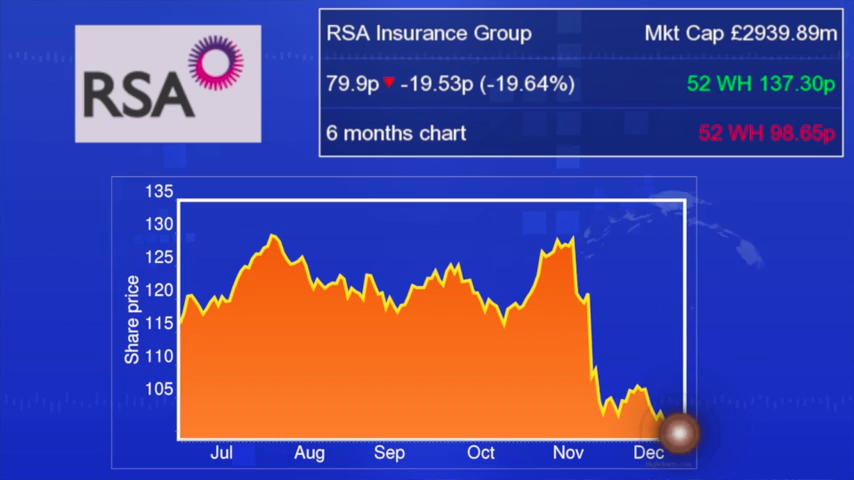 RSA
RSA Insurance Group
Mkt Cap £2939.89m
79.9p -19.53p (-19.64%)
52 WH 137.30p
6 months chart
52 WH 98.65p
Share price
135
130
125
120
115
110
105
Jul
Aug
Sep
Oct
Nov
Dec